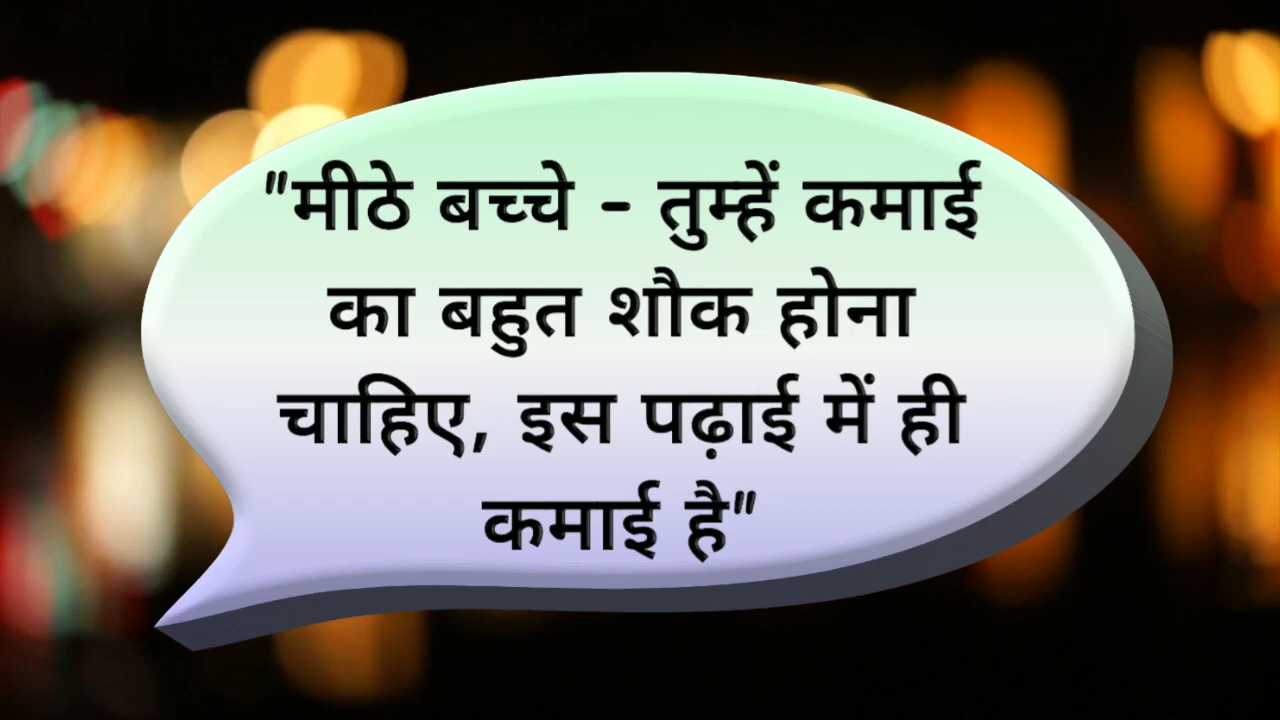 "मीठे बच्चे - तुम्हें कमाई
का बहुत शौक होना
चाहिए, इस पढ़ाई में ही
कमाई है"